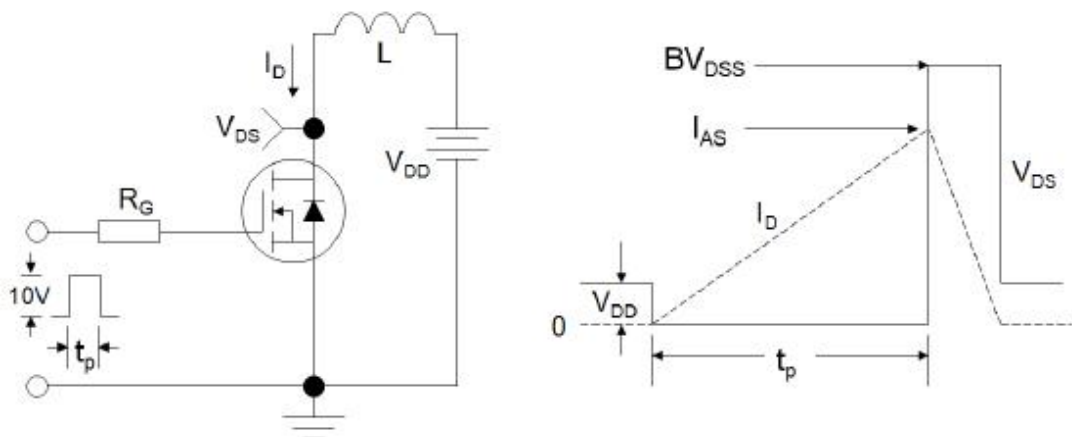 L
I_D
V_DS
V_DD
R_G
10V
t_p
BV_DSS
I_AS
V_DS
I_D
V_DD
0
t_p